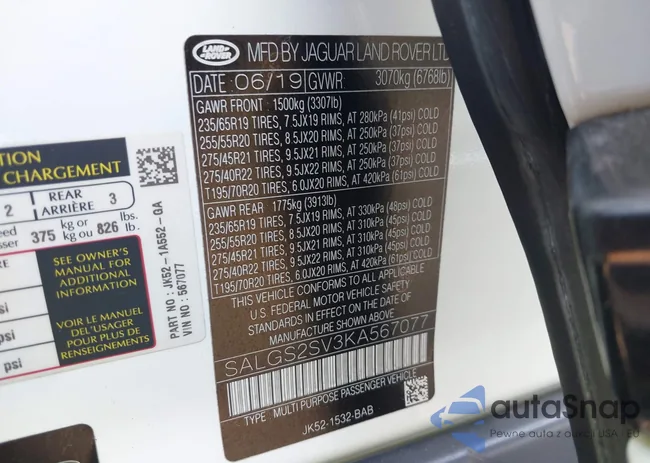 LAND ROVER
MFD BY JAGUAR LAND ROVER LTD
DATE 06/19 GVWR 3070kg (6768lb)
GAWR FRONT 1500kg (3307lb)
235/65R19 TIRES, 7.5JX19 RIMS, AT 280kPa (41psi) COLD
255/55R20 TIRES, 8.5JX20 RIMS, AT 250kPa (37psi) COLD
275/45R21 TIRES, 9.5JX21 RIMS, AT 250kPa (37psi) COLD
275/40R22 TIRES, 9.5JX22 RIMS, AT 250kPa (37psi) COLD
T195/70R20 TIRES, 6.0JX20 RIMS, AT 420kPa (61psi) COLD
GAWR REAR 1775kg (3913lb)
235/65R19 TIRES, 7.5JX19 RIMS, AT 330kPa (48psi) COLD
255/55R20 TIRES, 8.5JX20 RIMS, AT 310kPa (45psi) COLD
275/45R21 TIRES, 9.5JX21 RIMS, AT 310kPa (45psi) COLD
275/40R22 TIRES, 9.5JX22 RIMS, AT 310kPa (45psi) COLD
T195/70R20 TIRES, 6.0JX20 RIMS, AT 420kPa (61psi) COLD
THIS VEHICLE CONFORMS TO ALL APPLICABLE
U.S. FEDERAL MOTOR VEHICLE SAFETY
STANDARDS IN EFFECT ON THE DATE OF
MANUFACTURE SHOWN ABOVE
SALGS2SV3KA567077
TYPE: MULTI PURPOSE PASSENGER VEHICLE
JK52-1532-BAB
TION
CHARGEMENT
2 REAR ARRIÈRE 3
375 kg or kg ou 826 lbs. lb.
SEE OWNER'S
MANUAL FOR
ADDITIONAL
INFORMATION
VOIR LE MANUEL
DE L'USAGER
POUR PLUS DE
RENSEIGNEMENTS
psi
psi
PART NO : JK52-1A552-GA
VIN NO : 567077
autoSnap
Pewne auta z aukcji USA i EU